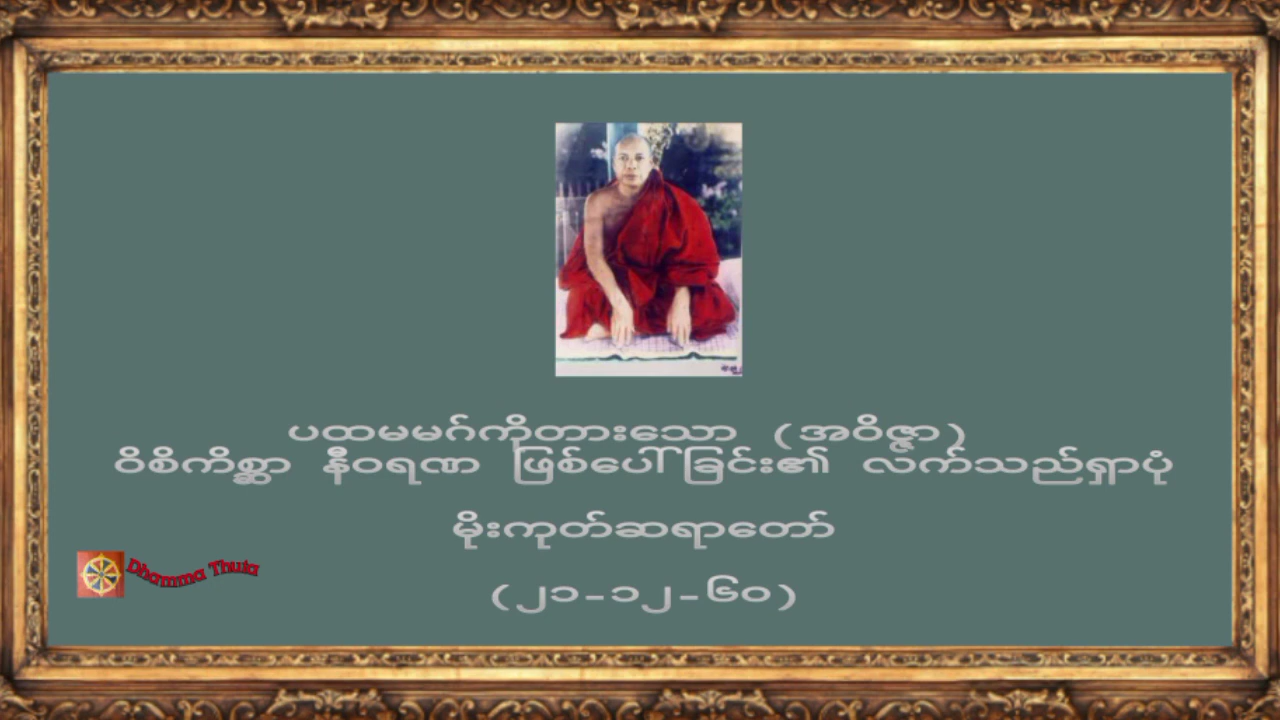 ပထမမဂ်ကိုတားသော (အဝိဇ္ဇာ)
ဝိစိကိစ္ဆာ နီဝရဏ ဖြစ်ပေါ်ခြင်း၏ လက်သည်ရှာပုံ
မိုးကုတ်ဆရာတော်
Dhamma Thuta
(၂၁-၁၂-၆၀)